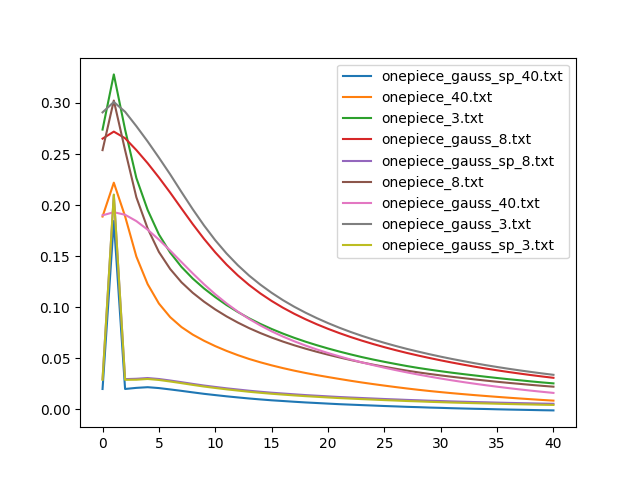 onepiece_gauss_sp_40.txt
onepiece_40.txt
onepiece_3.txt
onepiece_gauss_8.txt
onepiece_gauss_sp_8.txt
onepiece_8.txt
onepiece_gauss_40.txt
onepiece_gauss_3.txt
onepiece_gauss_sp_3.txt
0.30
0.25
0.20
0.15
0.10
0.05
0.00
0 5 10 15 20 25 30 35 40